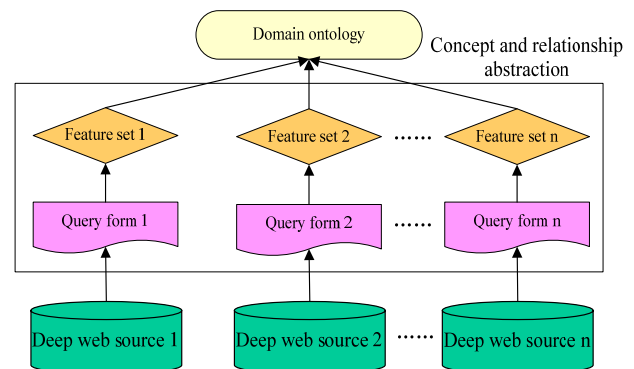 Domain ontology
Concept and relationship
abstraction
Feature set 1
Feature set 2
......
Feature set n
Query form 1
Query form 2
......
Query form n
Deep web source 1
Deep web source 2
......
Deep web source n